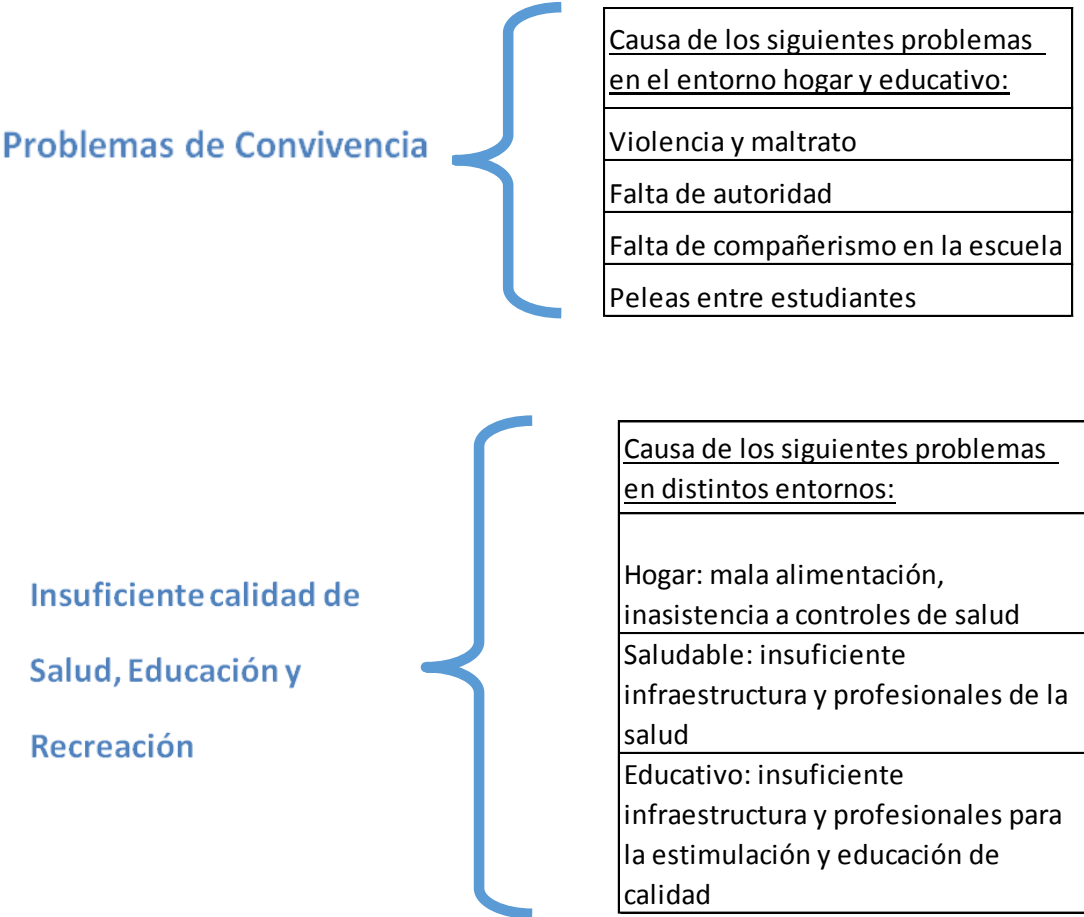 Problemas de Convivencia
Causa de los siguientes problemas
en el entorno hogar y educativo:
Violencia y maltrato
Falta de autoridad
Falta de compañerismo en la escuela
Peleas entre estudiantes
Insuficiente calidad de
Salud, Educación y
Recreación
Causa de los siguientes problemas
en distintos entornos:
Hogar: mala alimentación,
inasistencia a controles de salud
Saludable: insuficiente
infraestructura y profesionales de la
salud
Educativo: insuficiente
infraestructura y profesionales para
la estimulación y educación de
calidad